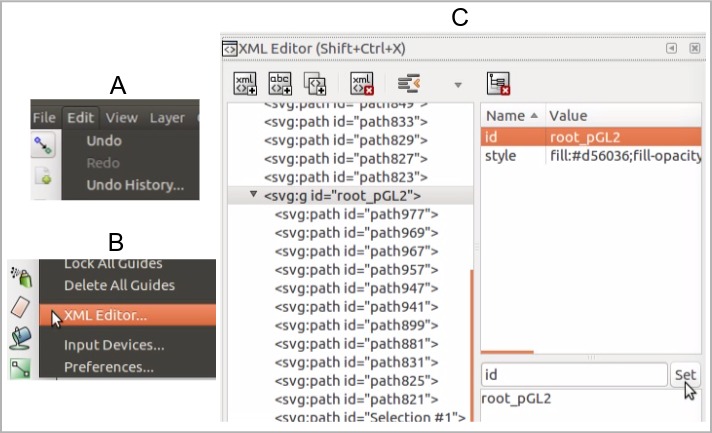 A
File Edit View Layer
Undo
Redo
Undo History...
B
Lock All Guides
Delete All Guides
XML Editor...
Input Devices...
Preferences...
C
XML Editor (Shift+Ctrl+X)
<svg:path id="path849">
<svg:path id="path833">
<svg:path id="path829">
<svg:path id="path827">
<svg:path id="path823">
<svg:g id="root_pGL2">
<svg:path id="path977">
<svg:path id="path969">
<svg:path id="path967">
<svg:path id="path957">
<svg:path id="path947">
<svg:path id="path941">
<svg:path id="path899">
<svg:path id="path881">
<svg:path id="path831">
<svg:path id="path825">
<svg:path id="path821">
<svg:path id="Selection #1">
Name Value
id root_pGL2
style fill:#d56036;fill-opacity
id Set
root_pGL2